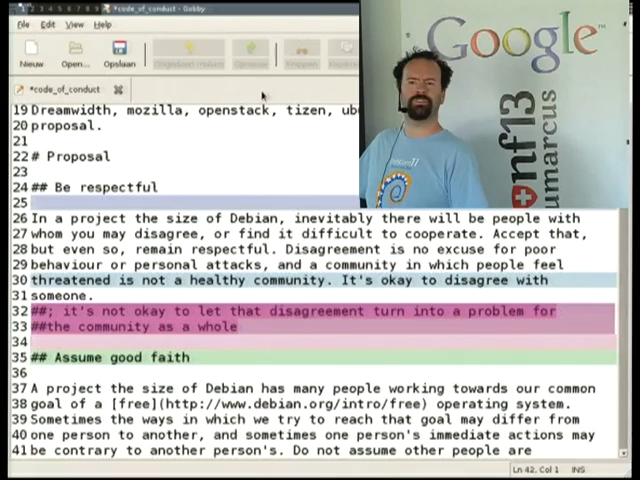 *code_of_conduct - Gobby
File Edit View Help
Nieuw Open... Opslaan
*code_of_conduct
19 Dreamwidth, mozilla, openstack, tizen,
20 proposal.
21
22 # Proposal
23
24 ## Be respectful
25
26 In a project the size of Debian, inevitably there will be people with
27 whom you may disagree, or find it difficult to cooperate. Accept that,
28 but even so, remain respectful. Disagreement is no excuse for poor
29 behaviour or personal attacks, and a community in which people feel
30 threatened is not a healthy community. It's okay to disagree with
31 someone.
32 ##; it's not okay to let that disagreement turn into a problem for
33 ##the community as a whole
34
35 ## Assume good faith
36
37 A project the size of Debian has many people working towards our common
38 goal of a [free](http://www.debian.org/intro/free) operating system.
39 Sometimes the ways in which we try to reach that goal may differ from
40 one person to another, and sometimes one person's immediate actions may
41 be contrary to another person's. Do not assume other people are
Ln 42, Col 1 INS
Google™
nf13
umarcus